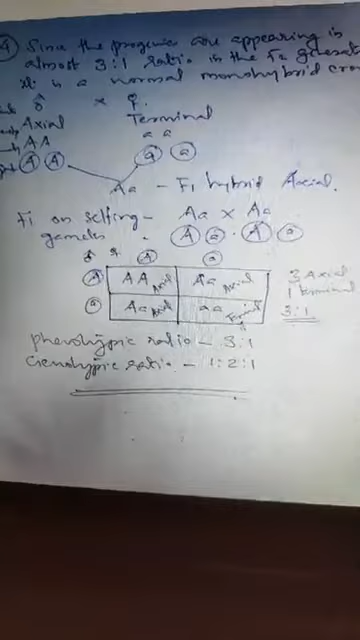 Since the progenies are appearing in
almost 3:1 ratio in the F2 generat
it is a normal monohybrid cro
♂ × ♀
Axial Terminal
AA aa
A A a a
Aa - F1 hybrid Axial.
F1 on selfing - Aa × Aa
gametes A a . A a
♂ ♀ A a
A AA Axial Aa Axial
a Aa Axial aa Terminal
3 Axial
1 terminal
3:1
phenotypic ratio - 3:1
Genotypic ratio - 1:2:1